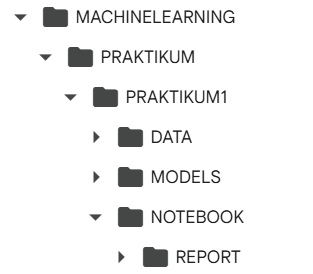 MACHINELEARNING
PRAKTIKUM
PRAKTIKUM1
DATA
MODELS
NOTEBOOK
REPORT